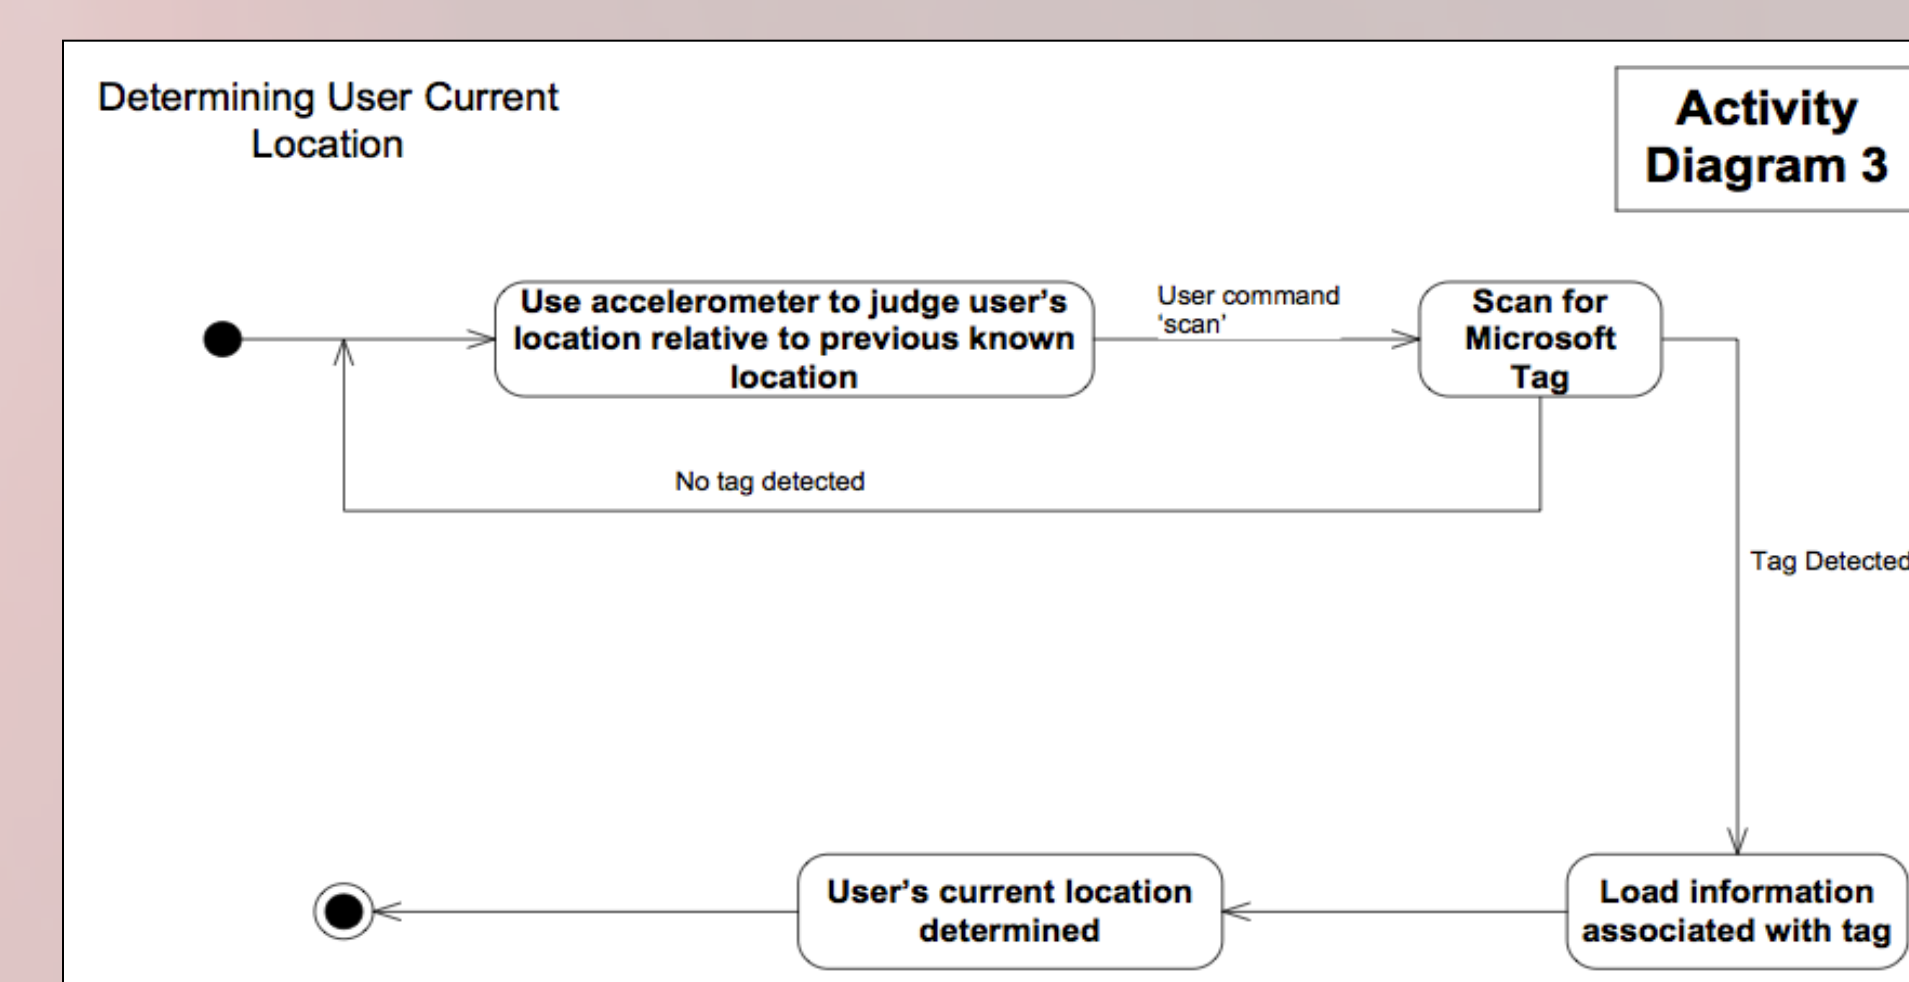 Determining User Current
Location
Activity
Diagram 3
Use accelerometer to judge user’s
location relative to previous known
location
User command
‘scan’
Scan for
Microsoft
Tag
No tag detected
Tag Detected
User’s current location
determined
Load information
associated with tag